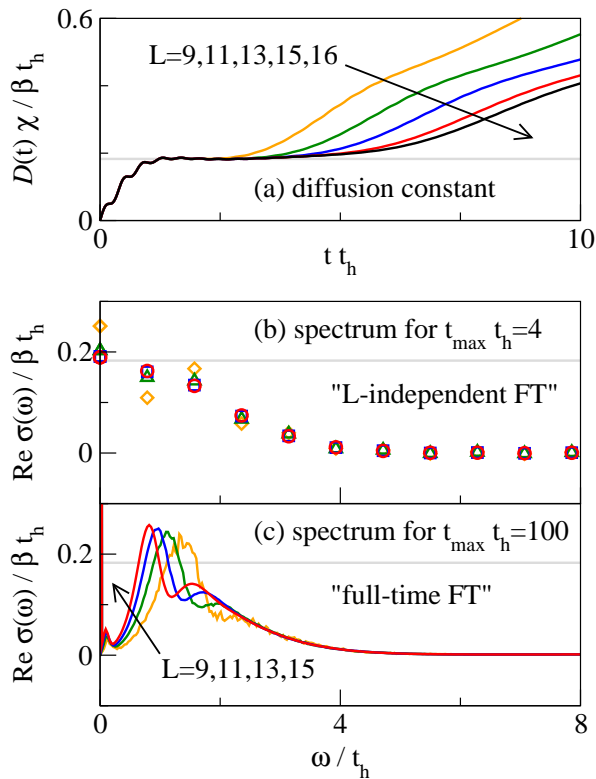 0.6
D(t) χ / β t_h
L=9,11,13,15,16
(a) diffusion constant
0
0
10
t t_h
(b) spectrum for t_max t_h=4
0.2
Re σ(ω) / β t_h
"L-independent FT"
0
(c) spectrum for t_max t_h=100
0.2
Re σ(ω) / β t_h
"full-time FT"
L=9,11,13,15
0
0
4
8
ω / t_h